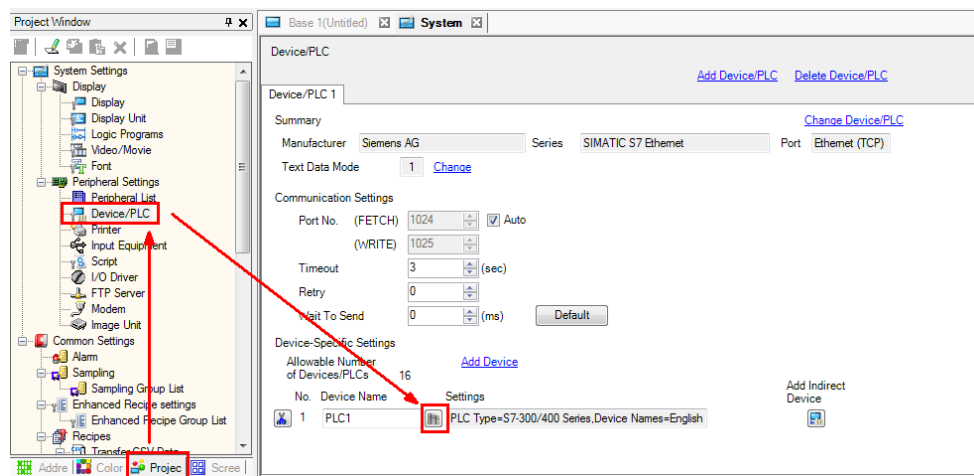 Project Window
System Settings
Display
Display
Display Unit
Logic Programs
Video/Movie
Font
Peripheral Settings
Peripheral List
Device/PLC
Printer
Input Equipment
Script
I/O Driver
FTP Server
Modem
Image Unit
Common Settings
Alarm
Sampling
Sampling Group List
Enhanced Recipe settings
Enhanced Recipe Group List
Recipes
Transfer CSV Data
Addre Color Projec Scree
Base 1(Untitled) System
Device/PLC
Add Device/PLC Delete Device/PLC
Device/PLC 1
Summary Change Device/PLC
Manufacturer Siemens AG Series SIMATIC S7 Ethernet Port Ethernet (TCP)
Text Data Mode 1 Change
Communication Settings
Port No. (FETCH) 1024 Auto
(WRITE) 1025
Timeout 3 (sec)
Retry 0
Wait To Send 0 (ms) Default
Device-Specific Settings
Allowable Number
of Devices/PLCs 16 Add Device
No. Device Name Settings Add Indirect
Device
1 PLC1 PLC Type=S7-300/400 Series,Device Names=English